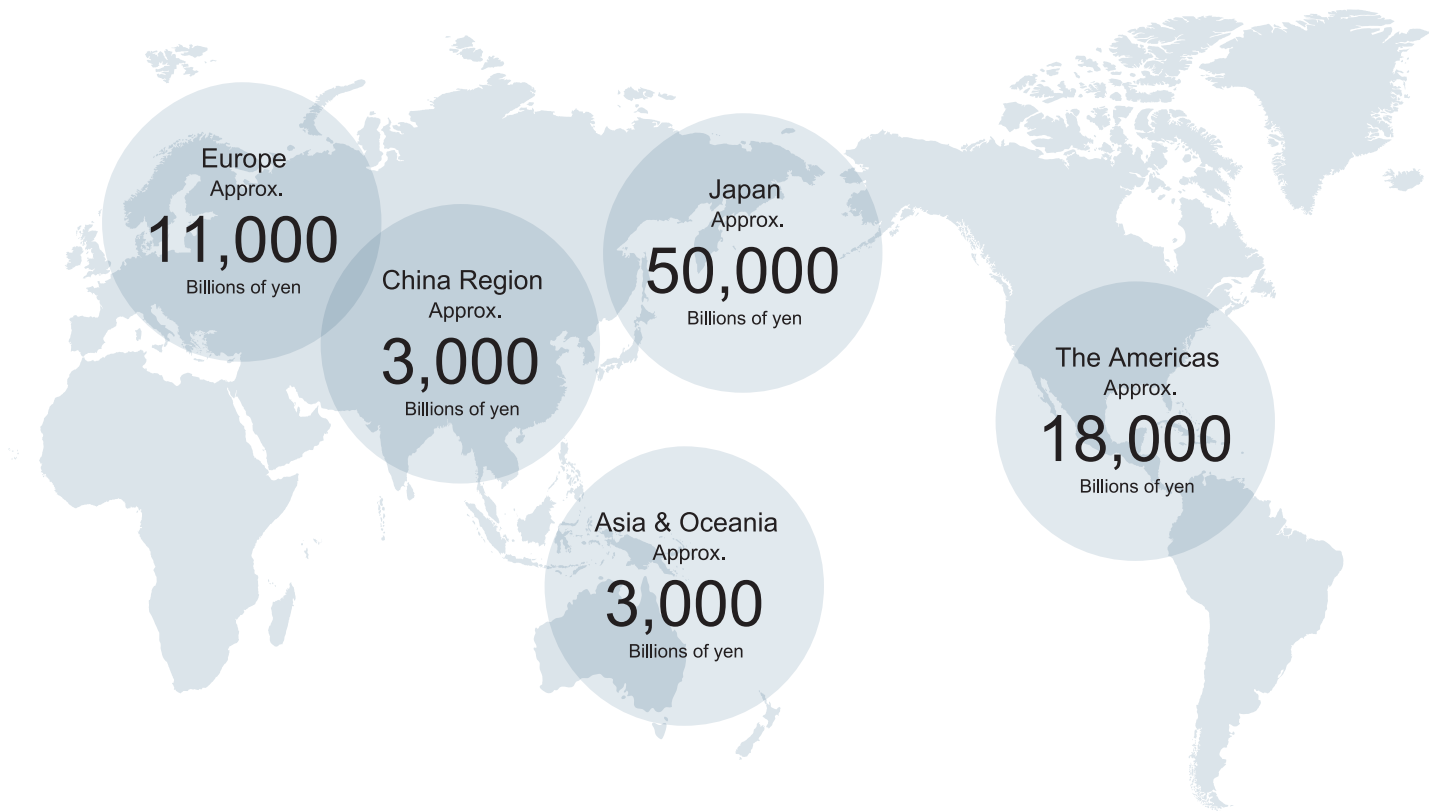 Europe
Approx.
11,000
Billions of yen
China Region
Approx.
3,000
Billions of yen
Japan
Approx.
50,000
Billions of yen
The Americas
Approx.
18,000
Billions of yen
Asia & Oceania
Approx.
3,000
Billions of yen